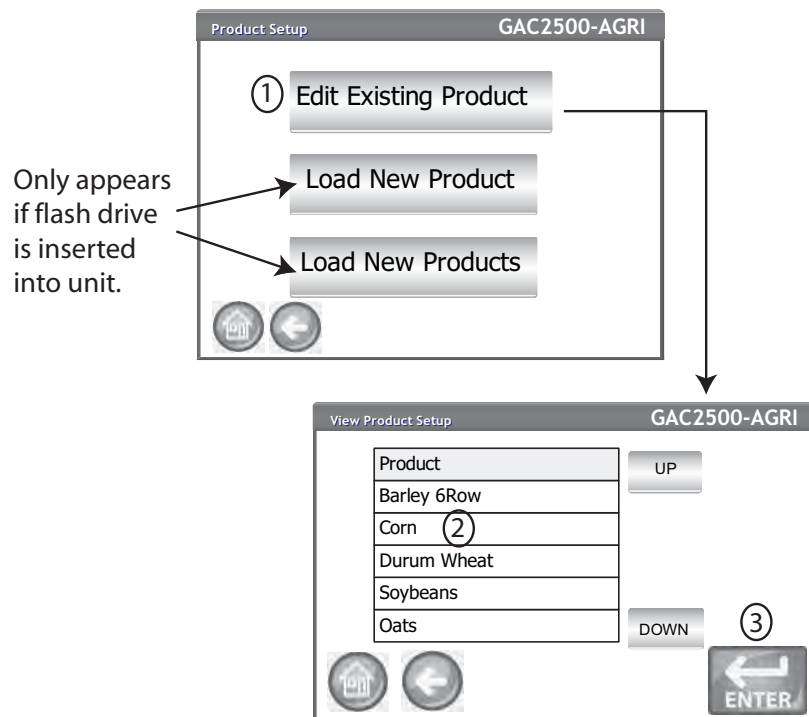 Product Setup GAC2500-AGRI
1 Edit Existing Product
Only appears
if flash drive
is inserted
into unit.
Load New Product
Load New Products
View Product Setup GAC2500-AGRI
Product
UP
Barley 6Row
Corn 2
Durum Wheat
Soybeans
Oats
DOWN
3
ENTER